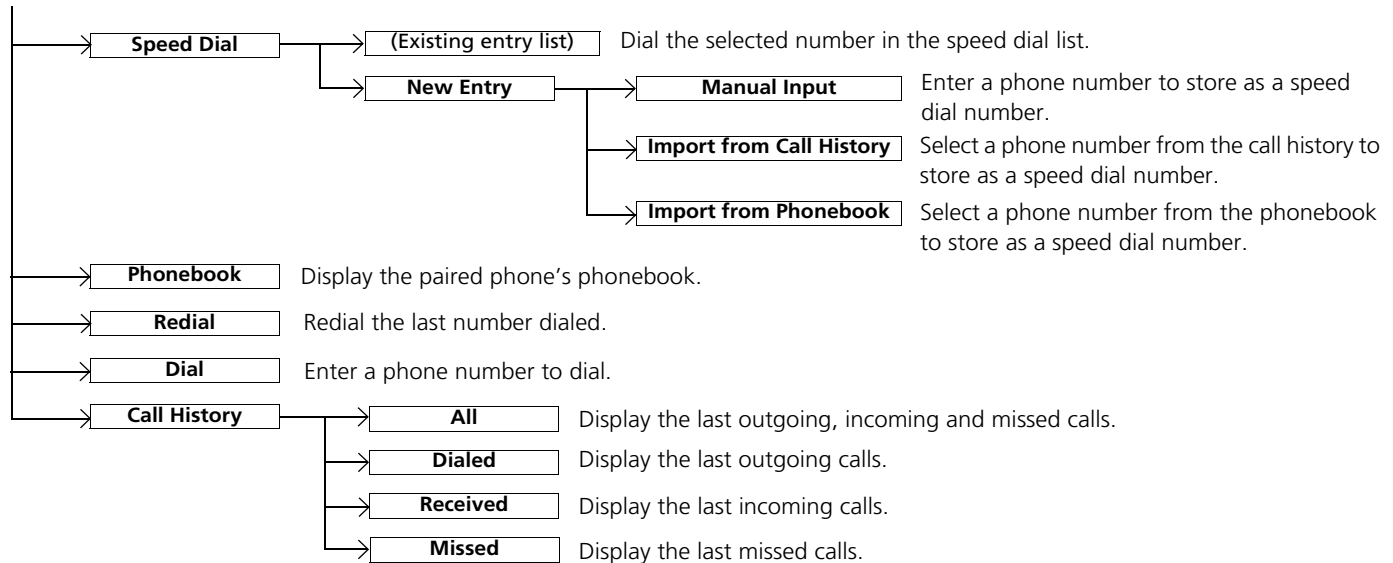 Speed Dial
(Existing entry list)
Dial the selected number in the speed dial list.
New Entry
Manual Input
Enter a phone number to store as a speed
dial number.
Import from Call History
Select a phone number from the call history to
store as a speed dial number.
Import from Phonebook
Select a phone number from the phonebook
to store as a speed dial number.
Phonebook
Display the paired phone’s phonebook.
Redial
Redial the last number dialed.
Dial
Enter a phone number to dial.
Call History
All
Display the last outgoing, incoming and missed calls.
Dialed
Display the last outgoing calls.
Received
Display the last incoming calls.
Missed
Display the last missed calls.